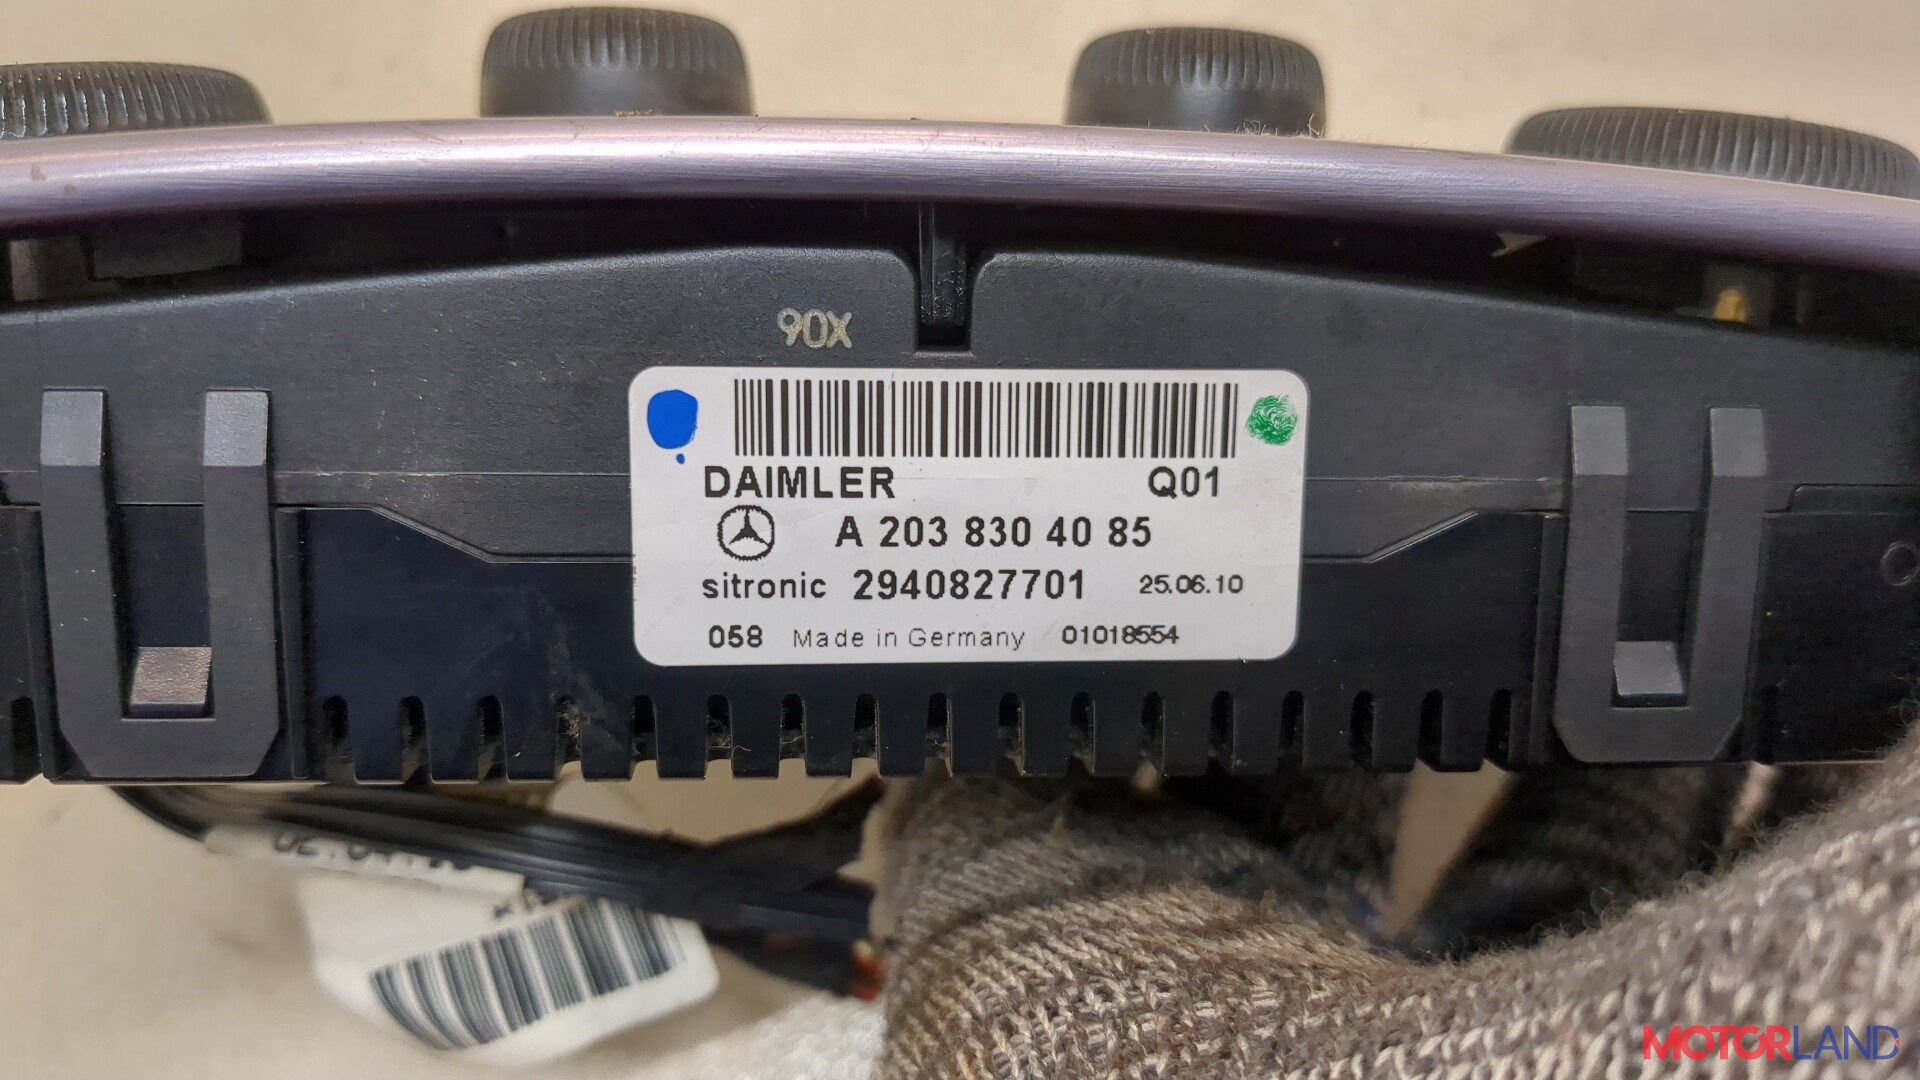 90X
DAIMLER Q01
A 203 830 40 85
sitronic 2940827701 25.06.10
058 Made in Germany 01018554
MOTORLAND